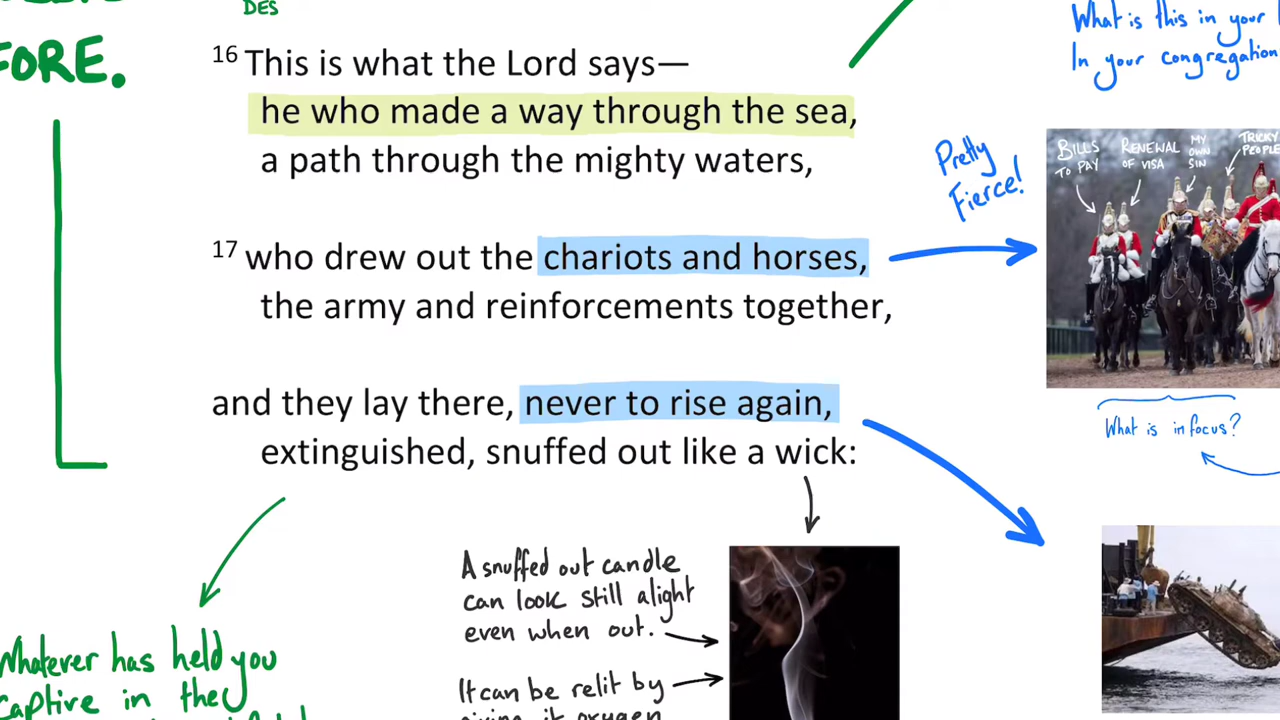 DES
FORE.
16 This is what the Lord says—
he who made a way through the sea,
a path through the mighty waters,
17 who drew out the chariots and horses,
the army and reinforcements together,
and they lay there, never to rise again,
extinguished, snuffed out like a wick:
What is this in your
In your congregation
Pretty
Fierce!
BILLS
TO PAY
RENEWAL
OF VISA
MY
OWN
SIN
TRICKY
PEOPLE
What is in focus?
A snuffed out candle
can look still alight
even when out.
It can be relit by
giving it oxygen
Whatever has held you
captive in the